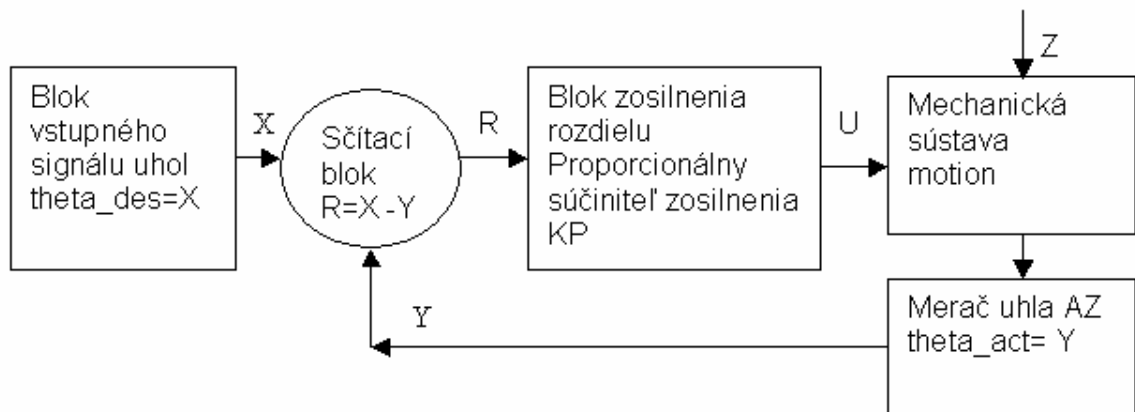 Blok
vstupného
signálu uhol
theta_des=X
X
Sčítací
blok
R=X -Y
R
Blok zosilnenia
rozdielu
Proporcionálny
súčiniteľ zosilnenia
KP
U
Z
Mechanická
sústava
motion
Merač uhla AZ
theta_act= Y
Y